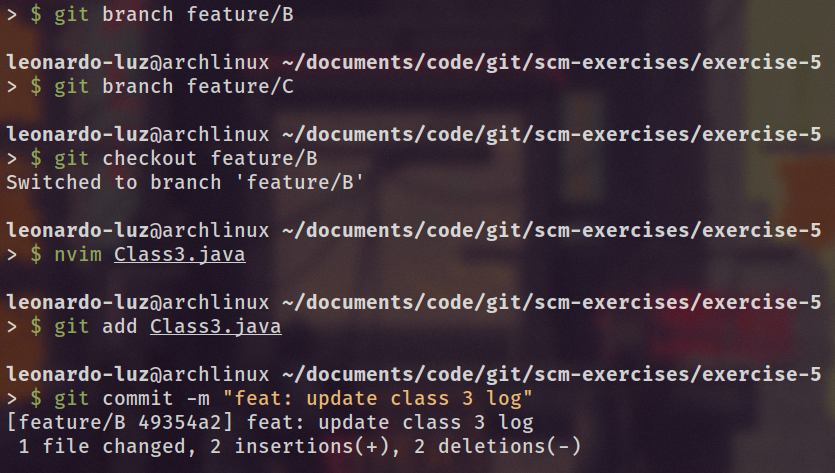 > $ git branch feature/B
leonardo-luz@archlinux ~/documents/code/git/scm-exercises/exercise-5
> $ git branch feature/C
leonardo-luz@archlinux ~/documents/code/git/scm-exercises/exercise-5
> $ git checkout feature/B
Switched to branch 'feature/B'
leonardo-luz@archlinux ~/documents/code/git/scm-exercises/exercise-5
> $ nvim Class3.java
leonardo-luz@archlinux ~/documents/code/git/scm-exercises/exercise-5
> $ git add Class3.java
leonardo-luz@archlinux ~/documents/code/git/scm-exercises/exercise-5
> $ git commit -m "feat: update class 3 log"
[feature/B 49354a2] feat: update class 3 log
 1 file changed, 2 insertions(+), 2 deletions(-)